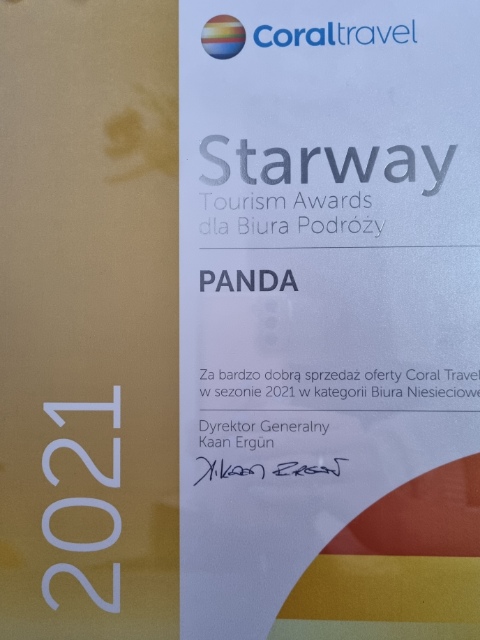 Coraltravel
Starway
Tourism Awards
dla Biura Podróży
PANDA
Za bardzo dobrą sprzedaż oferty Coral Travel
w sezonie 2021 w kategorii Biura Niesieciowe
Dyrektor Generalny
Kaan Ergün
2021